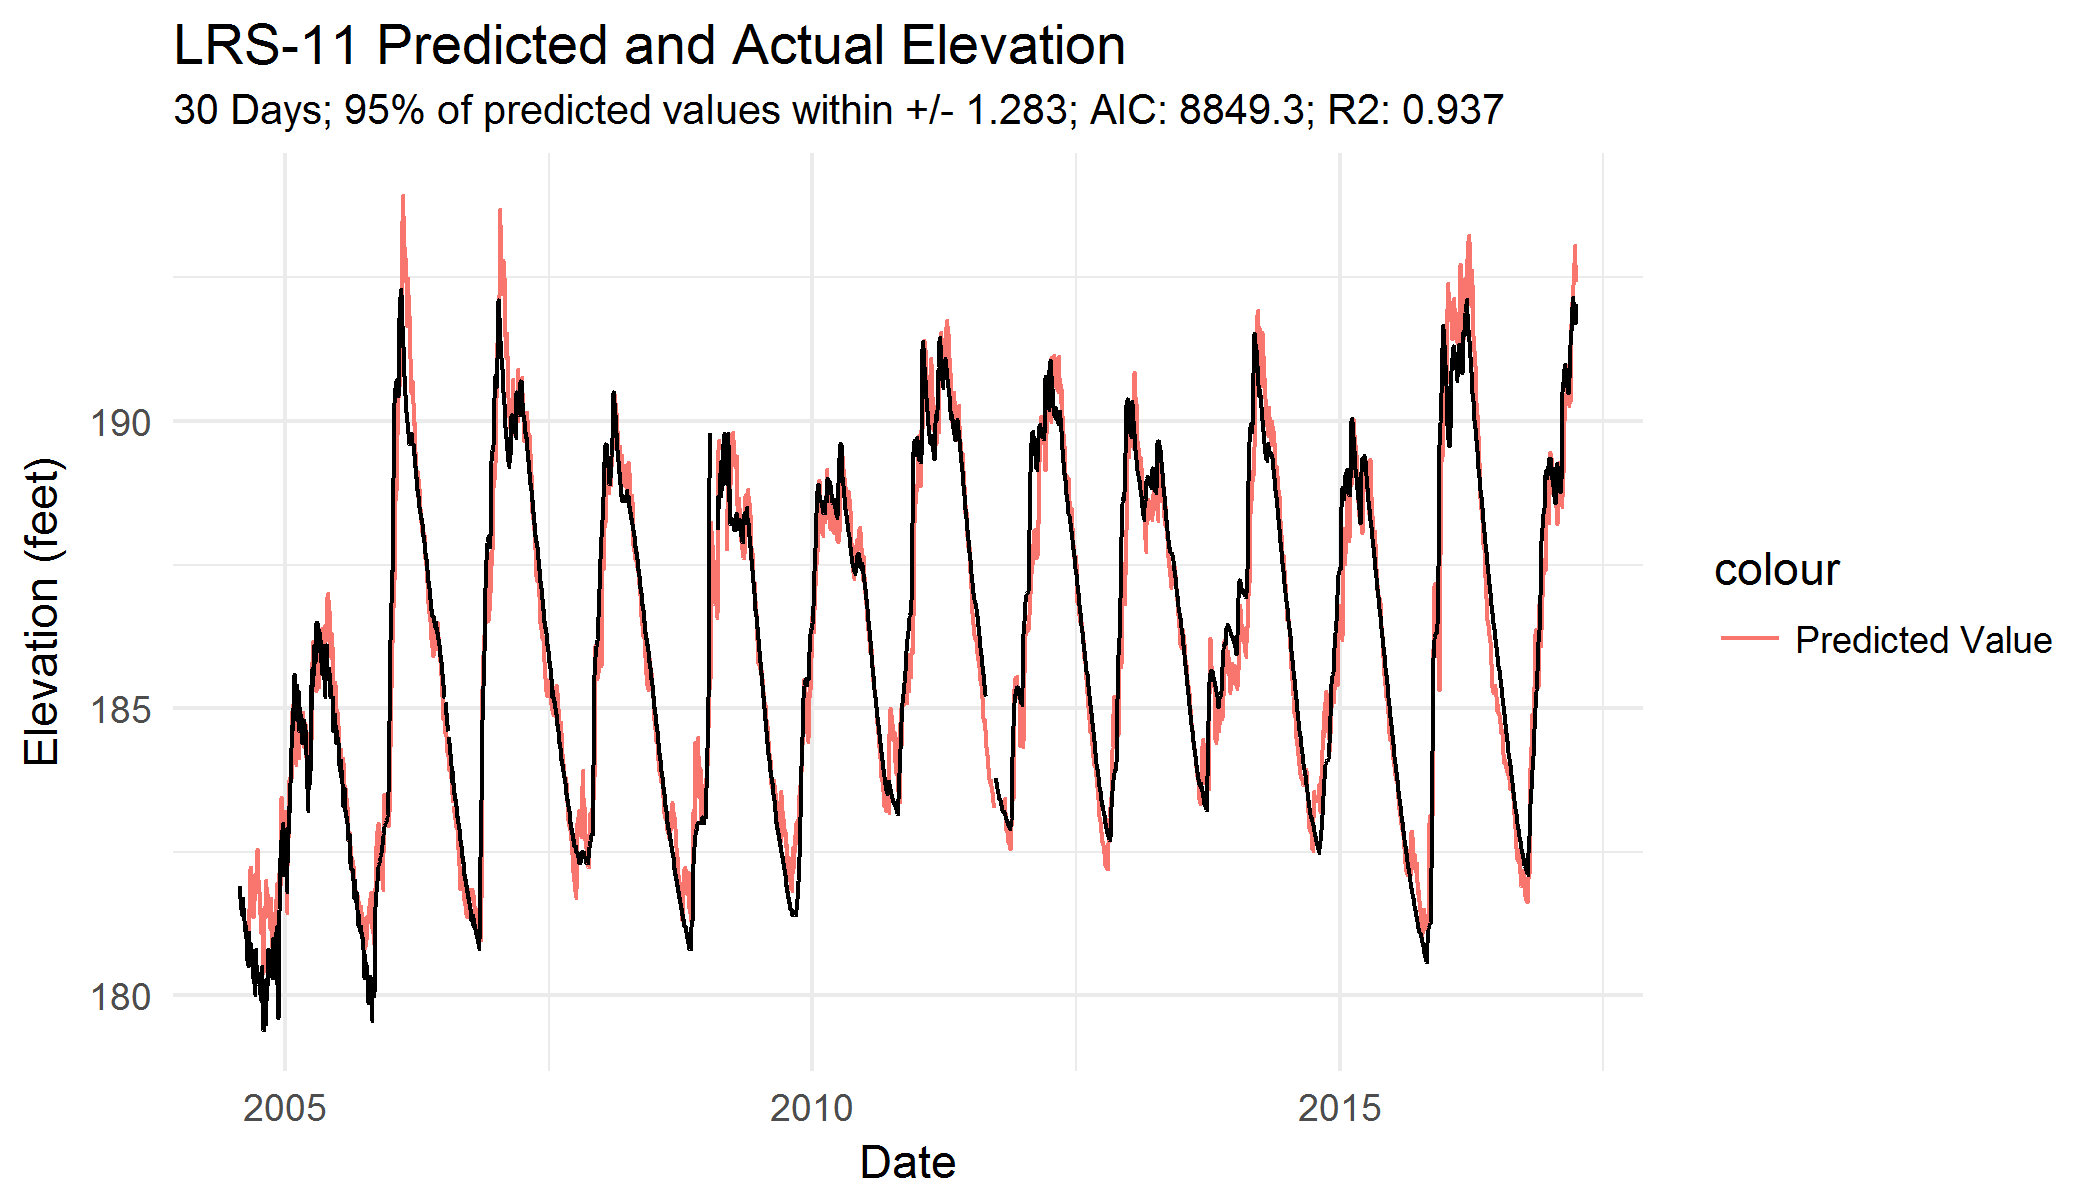 LRS-11 Predicted and Actual Elevation
30 Days; 95% of predicted values within +/- 1.283; AIC: 8849.3; R2: 0.937
Elevation (feet)
190
185
180
2005
2010
2015
Date
colour
Predicted Value